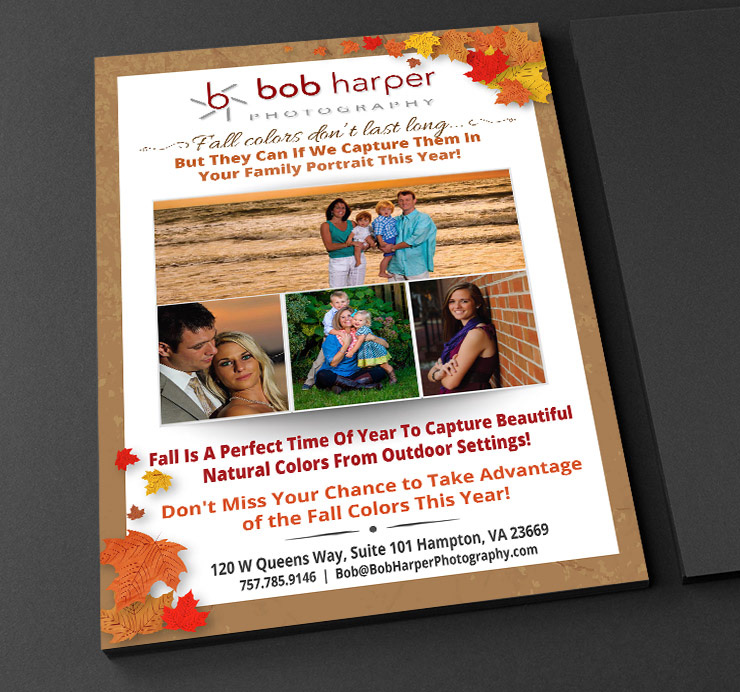 b bob harper
PHOTOGRAPHY
Fall colors don't last long...
But They Can If We Capture Them In
Your Family Portrait This Year!
Fall Is A Perfect Time Of Year To Capture Beautiful
Natural Colors From Outdoor Settings!
Don't Miss Your Chance to Take Advantage
of the Fall Colors This Year!
120 W Queens Way, Suite 101 Hampton, VA 23669
757.785.9146 | Bob@BobHarperPhotography.com